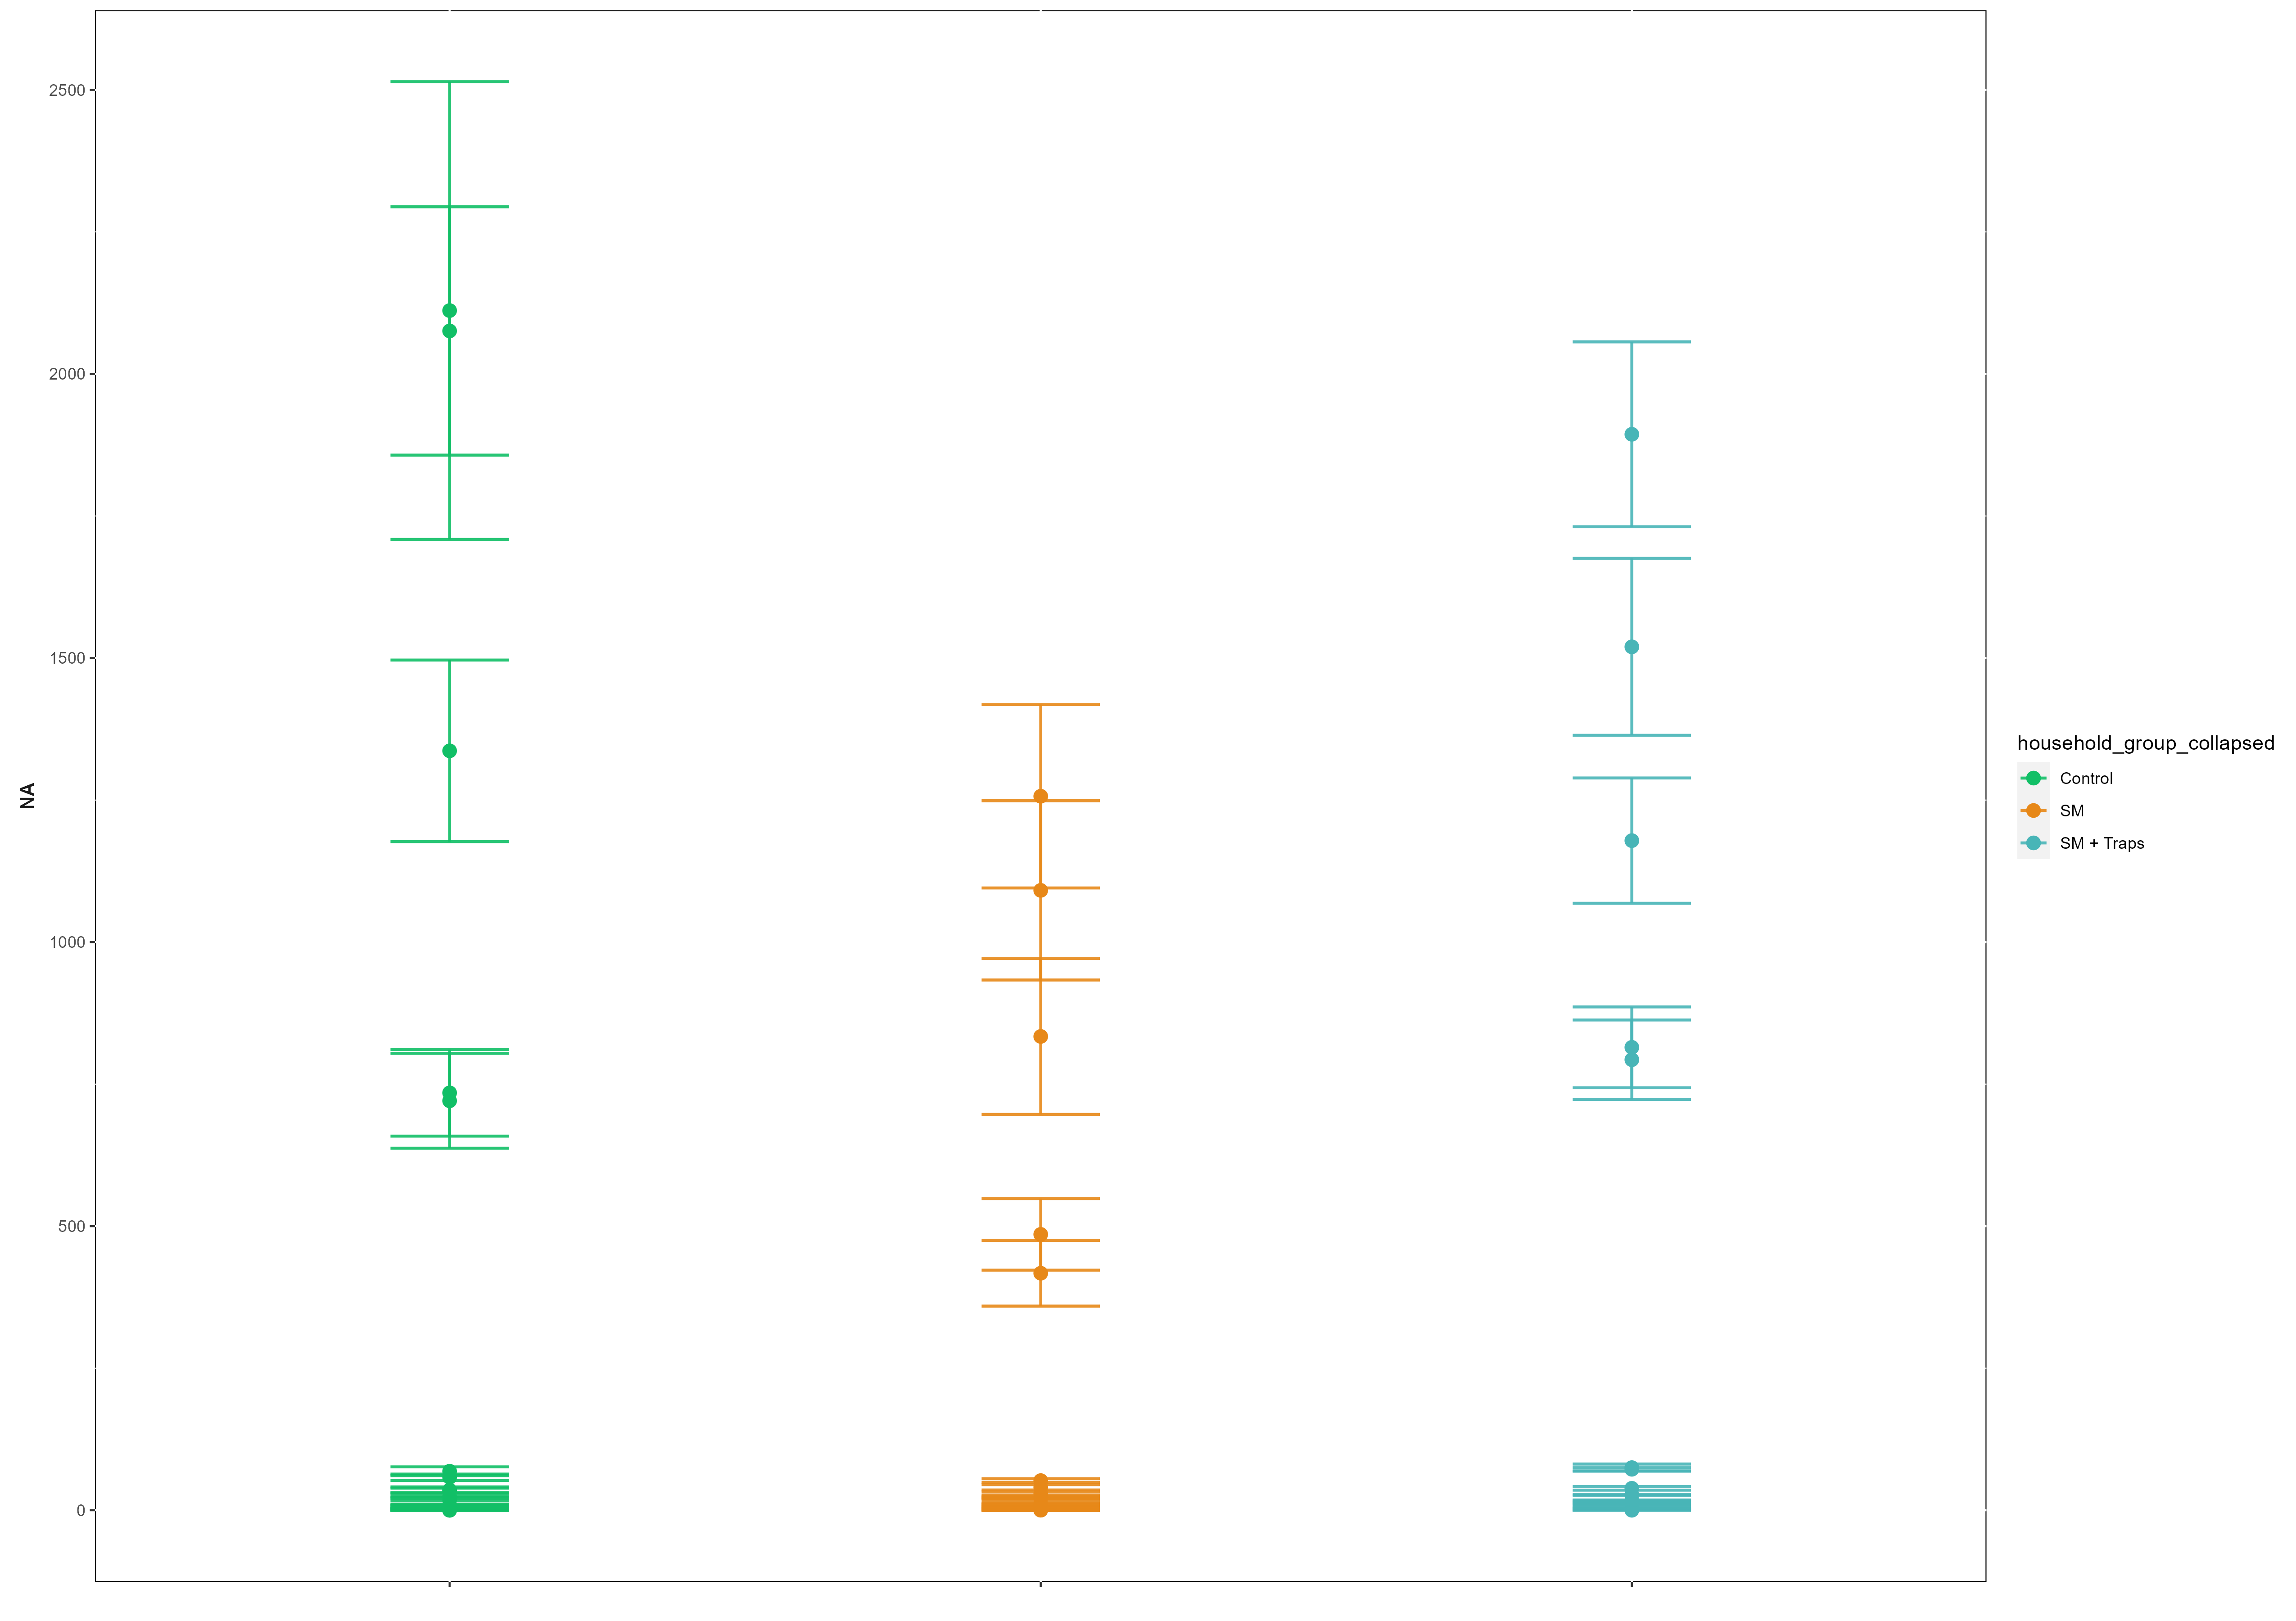 2500
2000
1500
1000
500
0
NA
household_group_collapsed
Control
SM
SM + Traps